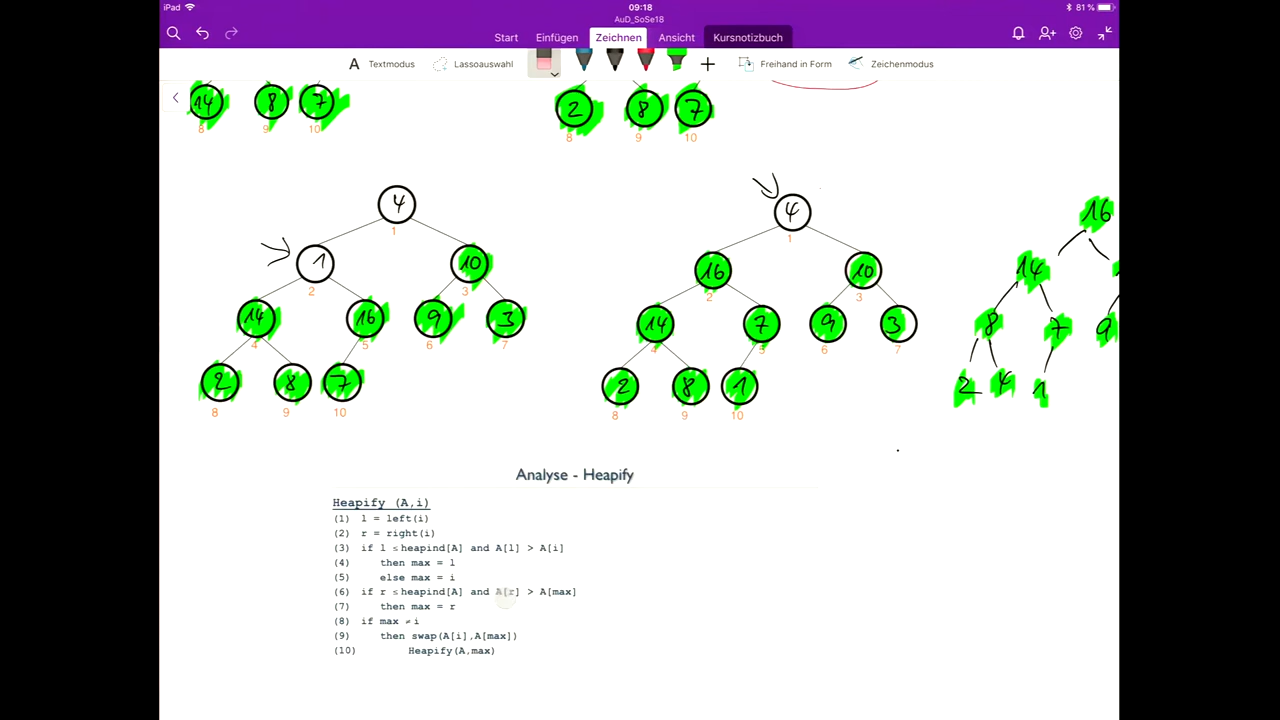 iPad 09:18 81 %
AuD_SoSe18
Start Einfügen Zeichnen Ansicht Kursnotizbuch
A Textmodus Lassoauswahl Freihand in Form Zeichenmodus
14 8 7 2 8 7
8 9 10 8 9 10
4 4 16
1 1
1 10 16 10 14
2 3 2 3
14 16 9 3 14 7 9 3 8 7 9
4 5 6 7 4 5 6 7
2 8 7 2 8 1 2 4 1
8 9 10 8 9 10
Analyse - Heapify
Heapify (A,i)
(1) l = left(i)
(2) r = right(i)
(3) if l ≤ heapind[A] and A[l] > A[i]
(4) then max = l
(5) else max = i
(6) if r ≤ heapind[A] and A[r] > A[max]
(7) then max = r
(8) if max ≠ i
(9) then swap(A[i],A[max])
(10) Heapify(A,max)